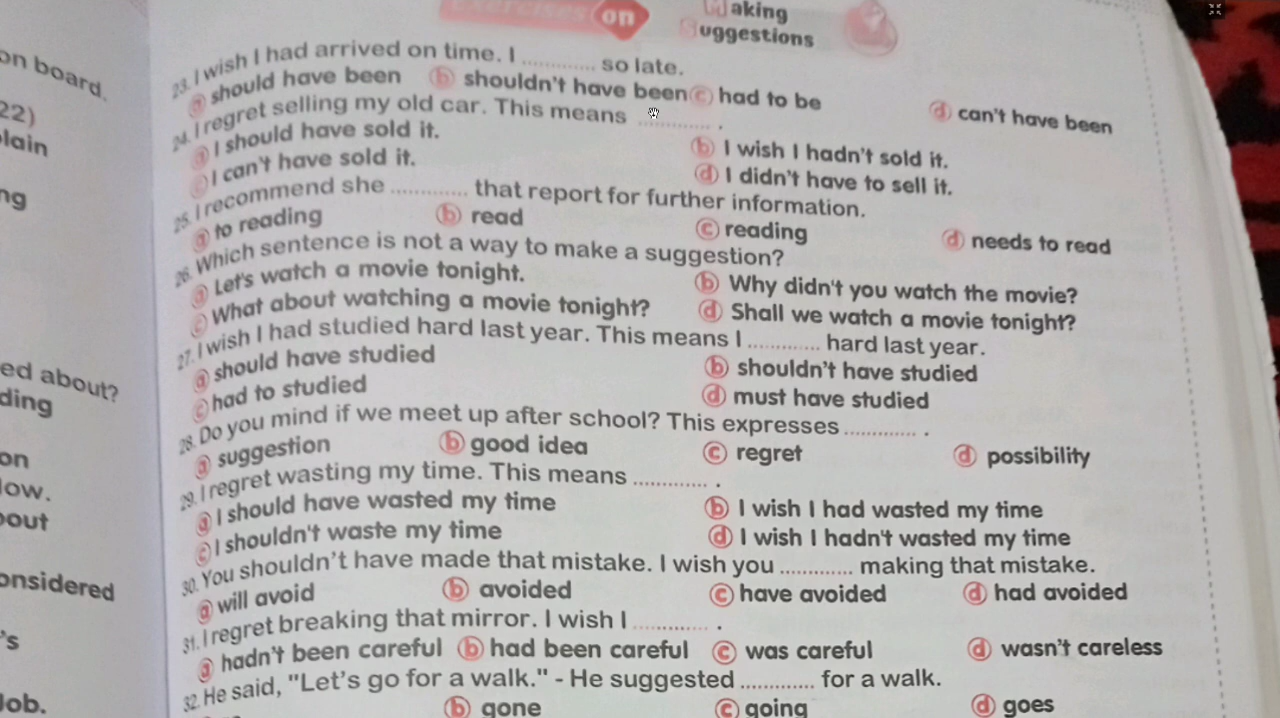 on board.
22)
lain
ng
ed about?
ding
on
low.
bout
onsidered
's
Job.
Exercises on
Making
Suggestions
23. I wish I had arrived on time. I ............ so late.
a should have been b shouldn't have been c had to be d can't have been
24. I regret selling my old car. This means ............ .
a I should have sold it. b I wish I hadn't sold it.
c I can't have sold it. d I didn't have to sell it.
25. I recommend she ............ that report for further information.
a to reading b read c reading d needs to read
26. Which sentence is not a way to make a suggestion?
a Let's watch a movie tonight. b Why didn't you watch the movie?
c What about watching a movie tonight? d Shall we watch a movie tonight?
27. I wish I had studied hard last year. This means I ............ hard last year.
a should have studied b shouldn't have studied
c had to studied d must have studied
28. Do you mind if we meet up after school? This expresses ............ .
a suggestion b good idea c regret d possibility
29. I regret wasting my time. This means ............ .
a I should have wasted my time b I wish I had wasted my time
c I shouldn't waste my time d I wish I hadn't wasted my time
30. You shouldn't have made that mistake. I wish you ............ making that mistake.
a will avoid b avoided c have avoided d had avoided
31. I regret breaking that mirror. I wish I ............ .
a hadn't been careful b had been careful c was careful d wasn't careless
32. He said, "Let's go for a walk." - He suggested ............ for a walk.
b gone c going d goes